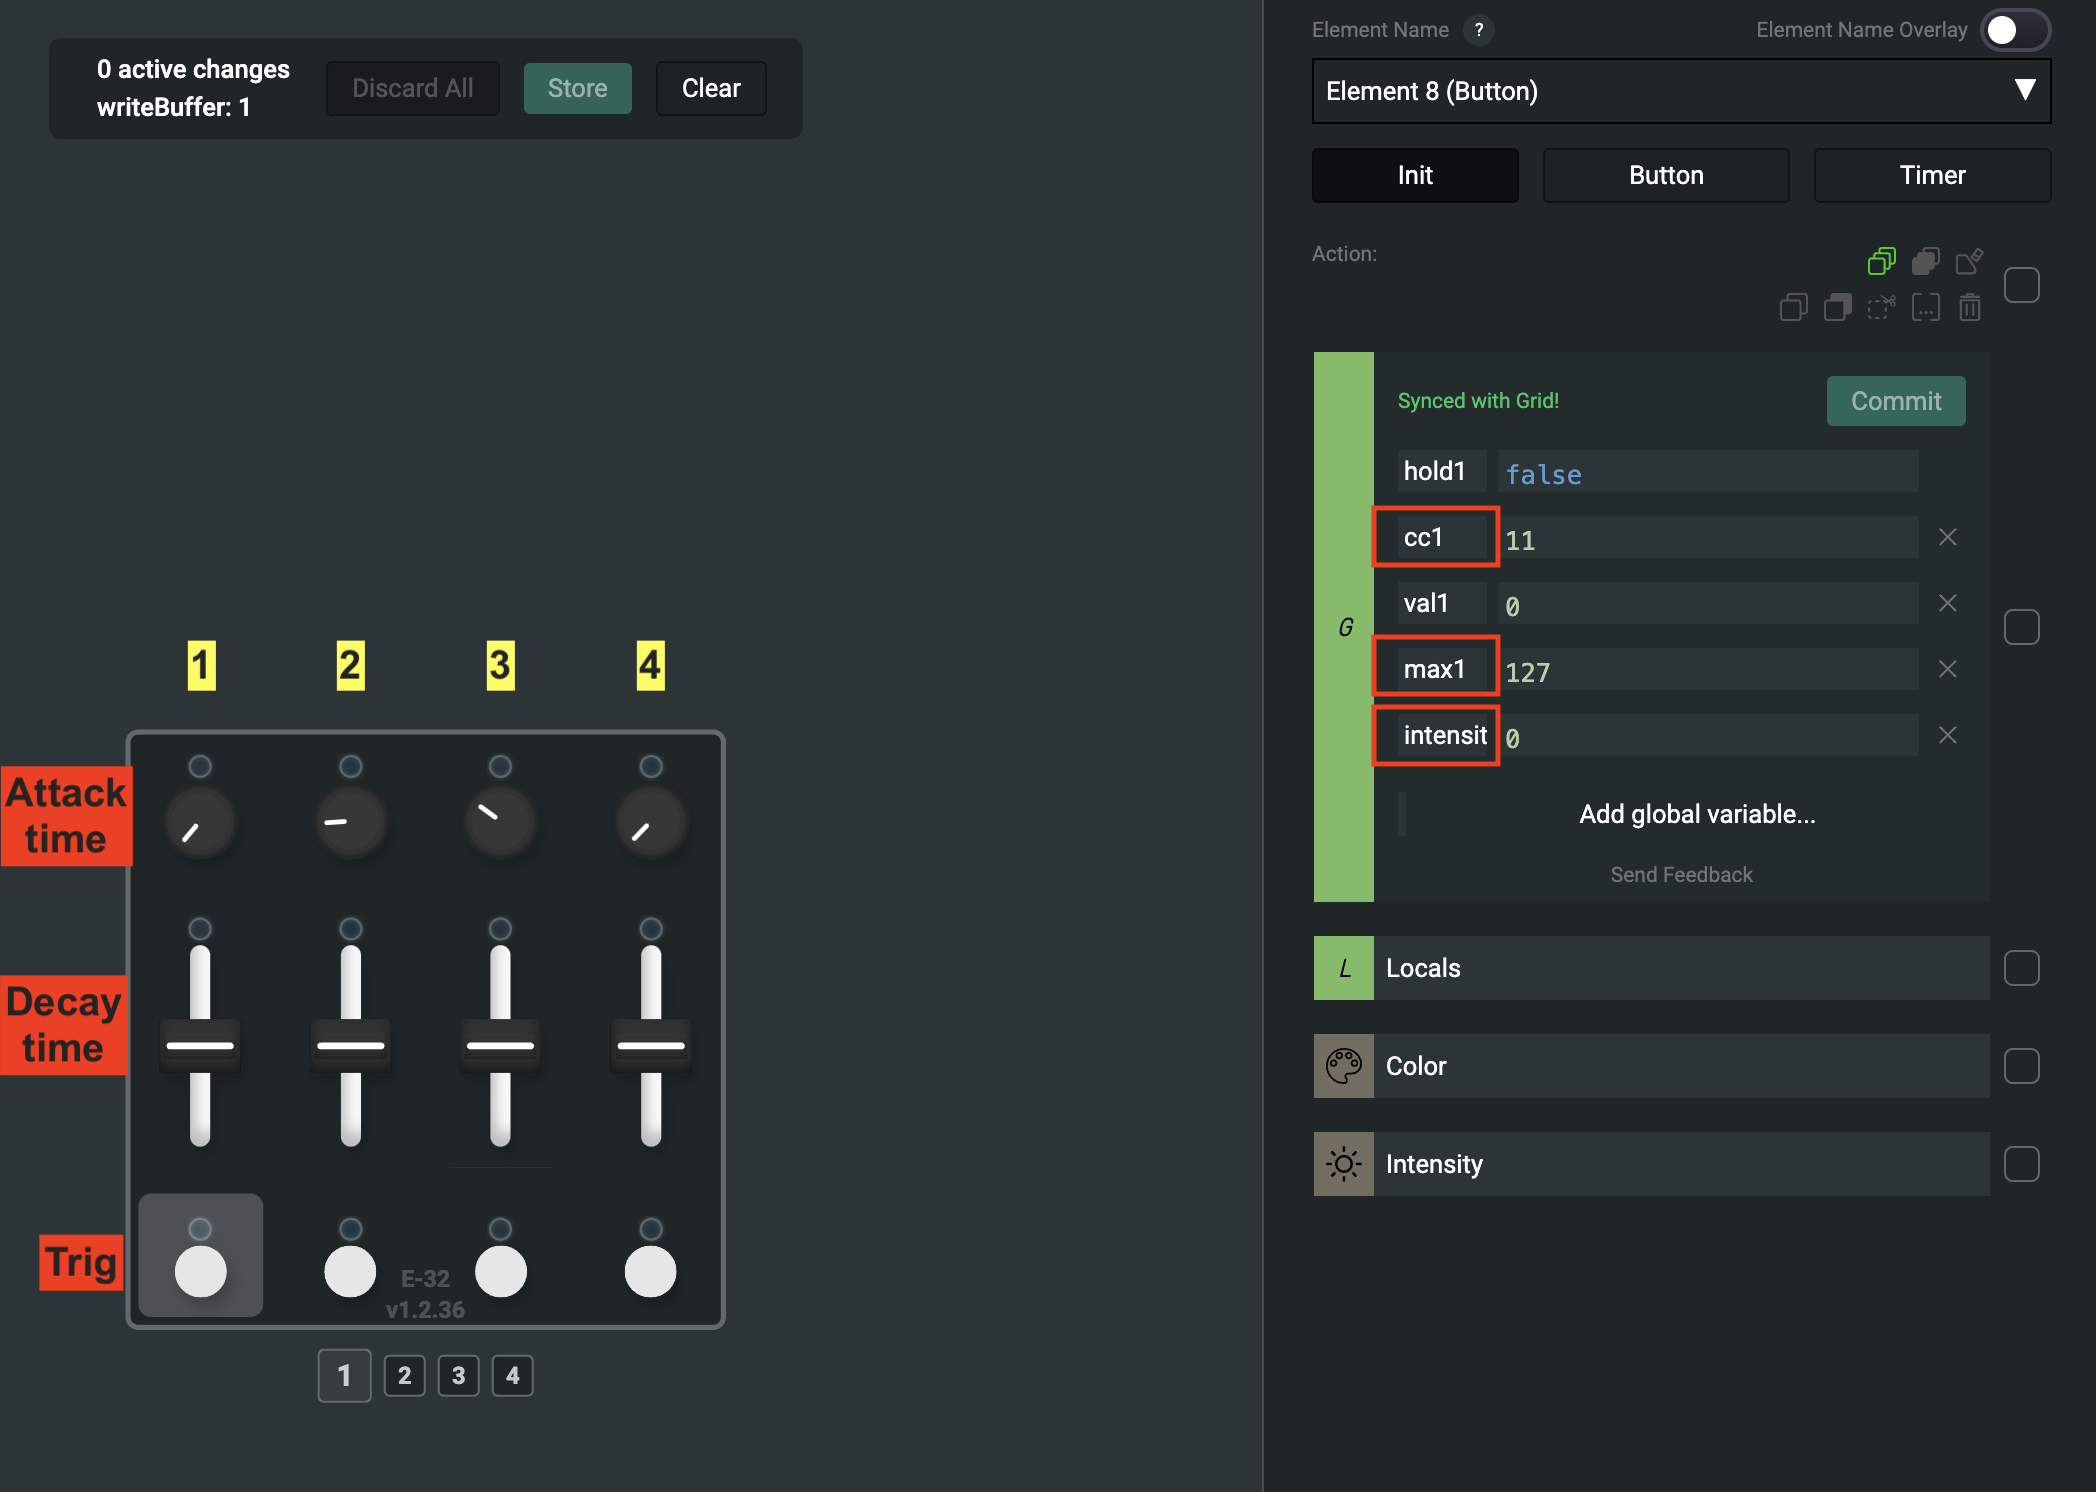 0 active changes
writeBuffer: 1
Discard All
Store
Clear
Element Name ?
Element Name Overlay
Element 8 (Button)
Init
Button
Timer
Action:
Synced with Grid!
Commit
G
hold1 false
cc1 11
val1 0
max1 127
intensit 0
Add global variable...
Send Feedback
L Locals
Color
Intensity
1 2 3 4
Attack
time
Decay
time
Trig
E-32
v1.2.36
1 2 3 4